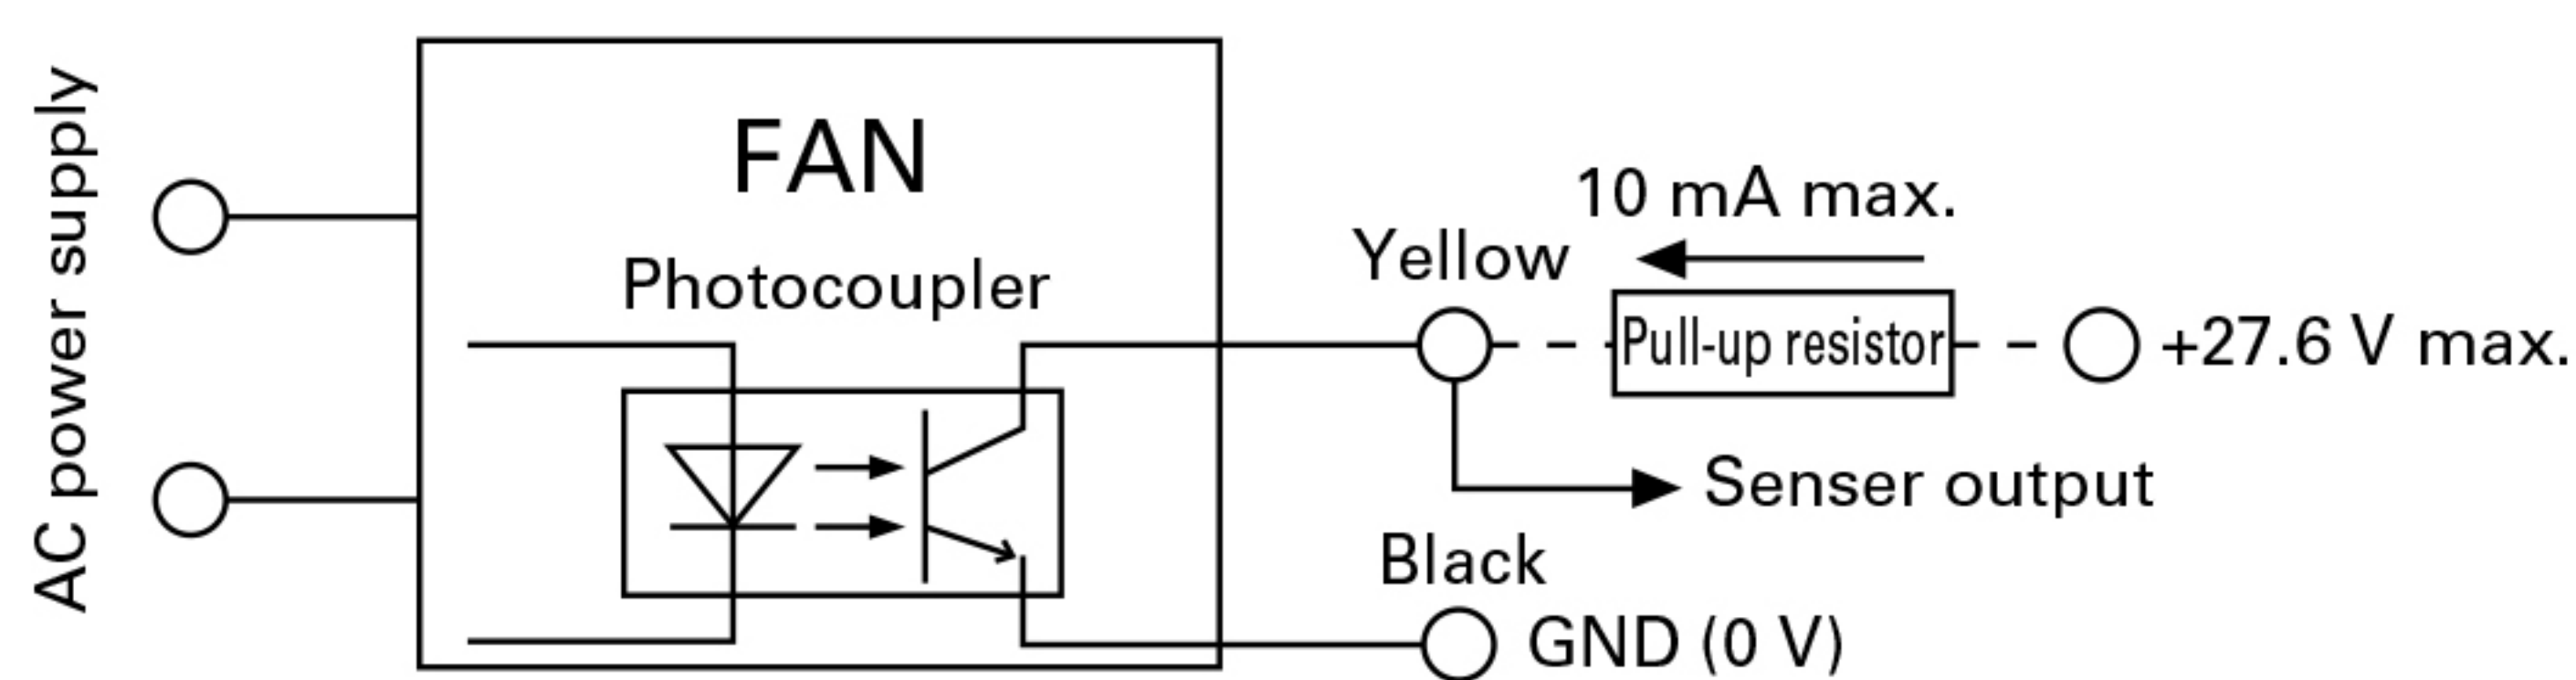 AC power supply
FAN
Photocoupler
10 mA max.
Yellow
Pull-up resistor
+27.6 V max.
Senser output
Black
GND (0 V)